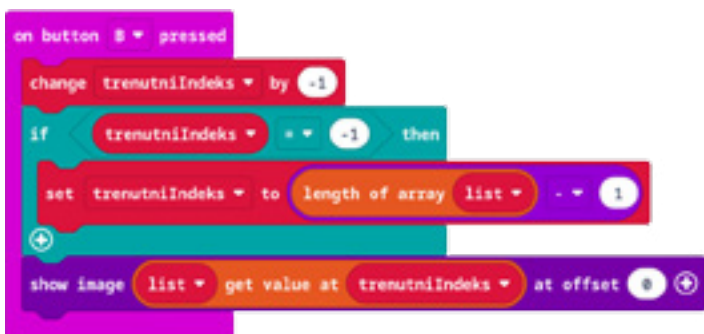 on button B pressed
change trenutniIndeks by -1
if trenutniIndeks = -1 then
set trenutniIndeks to length of array list - 1
show image list get value at trenutniIndeks at offset 0